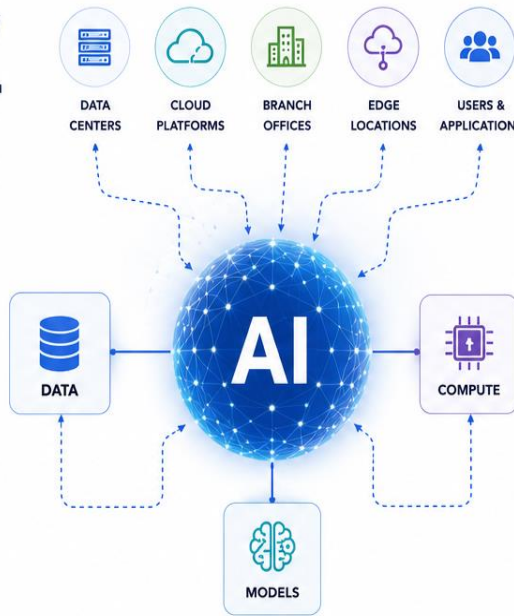 DATA
CENTERS
CLOUD
PLATFORMS
BRANCH
OFFICES
EDGE
LOCATIONS
USERS &
APPLICATION
AI
DATA
COMPUTE
MODELS